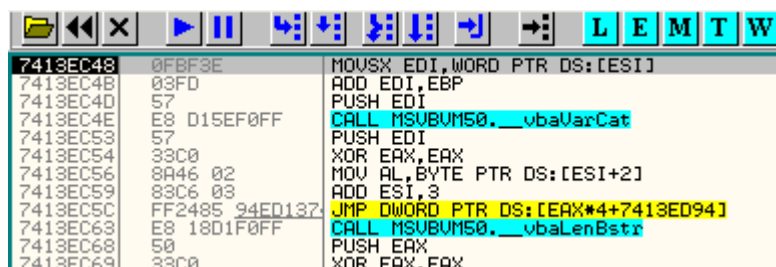 L E M T W
7413EC48 0FBF3E MOVSX EDI,WORD PTR DS:[ESI]
7413EC4B 03FD ADD EDI,EBP
7413EC4D 57 PUSH EDI
7413EC4E E8 D15EF0FF CALL MSVBVM50.__vbaVarCat
7413EC53 57 PUSH EDI
7413EC54 33C0 XOR EAX,EAX
7413EC56 8A46 02 MOV AL,BYTE PTR DS:[ESI+2]
7413EC59 83C6 03 ADD ESI,3
7413EC5C FF2485 94ED137 JMP DWORD PTR DS:[EAX*4+7413ED94]
7413EC63 E8 18D1F0FF CALL MSVBVM50.__vbaLenBstr
7413EC68 50 PUSH EAX
7413EC69 33C0 XOR EAX,EAX